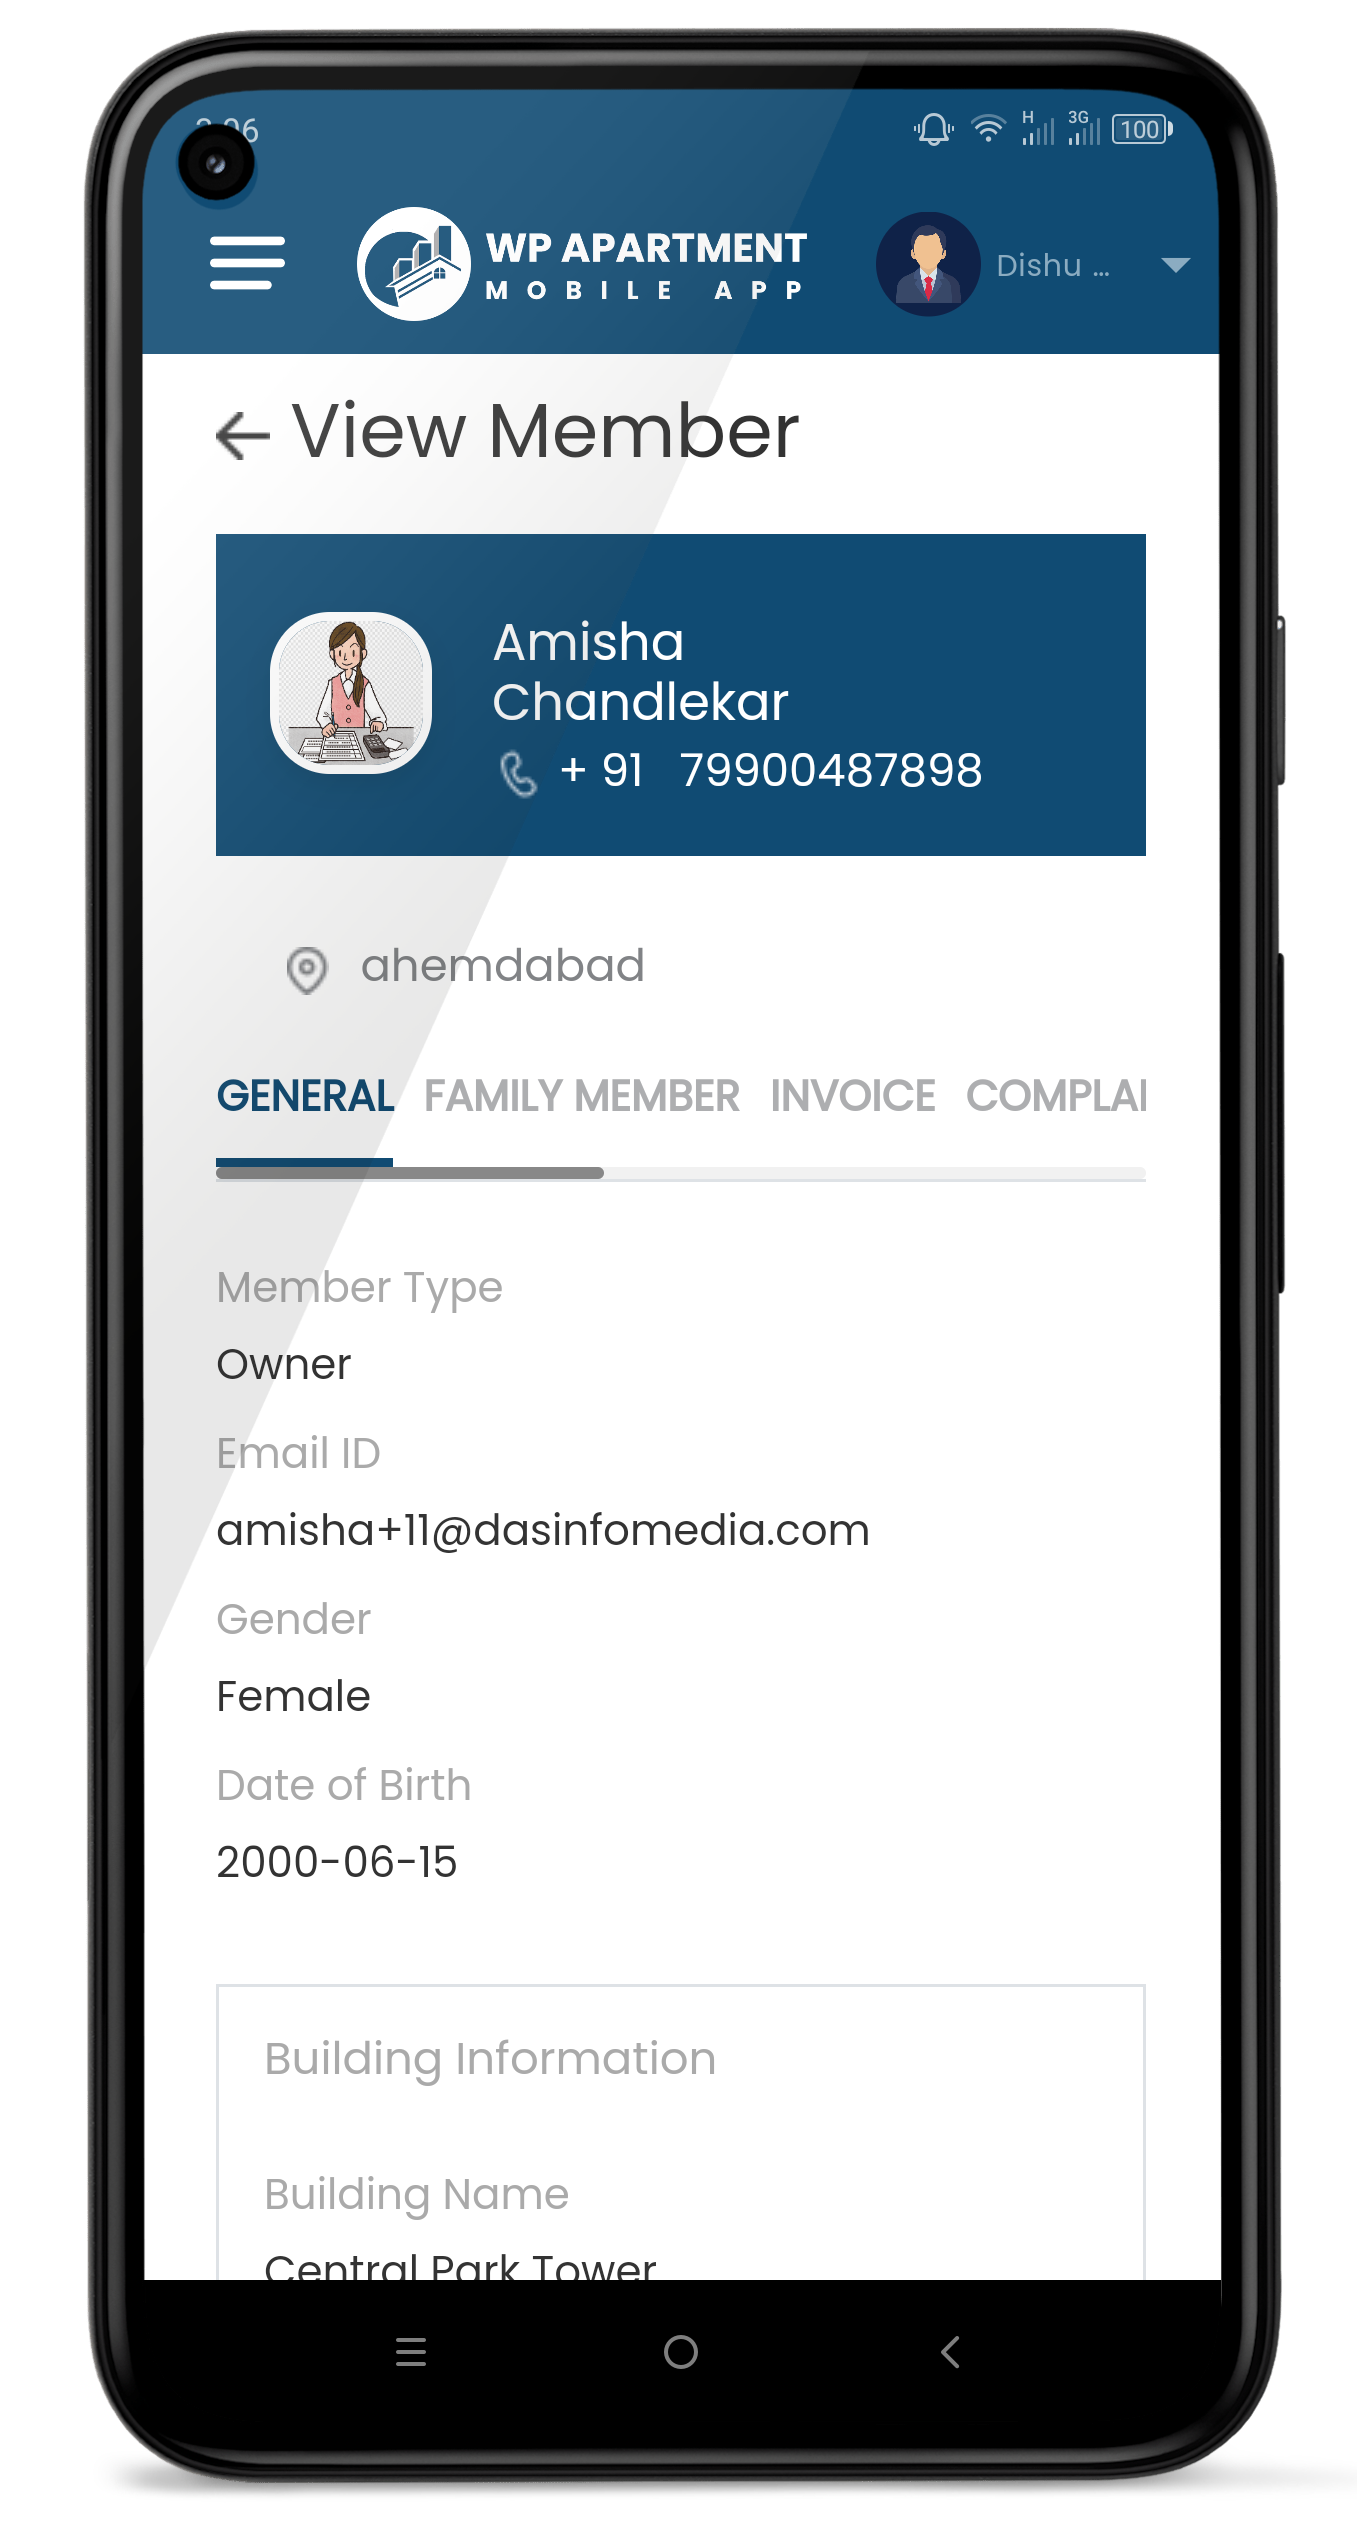 H 3G 100
WP APARTMENT
MOBILE APP
Dishu ...
View Member
Amisha
Chandlekar
+ 91 79900487898
ahemdabad
GENERAL FAMILY MEMBER INVOICE COMPLAI
Member Type
Owner
Email ID
amisha+11@dasinfomedia.com
Gender
Female
Date of Birth
2000-06-15
Building Information
Building Name
Central Park Tower